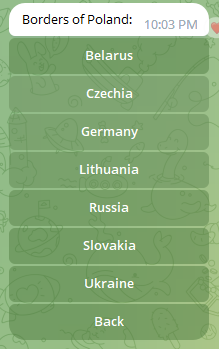 Borders of Poland:
10:03 PM
Belarus
Czechia
Germany
Lithuania
Russia
Slovakia
Ukraine
Back